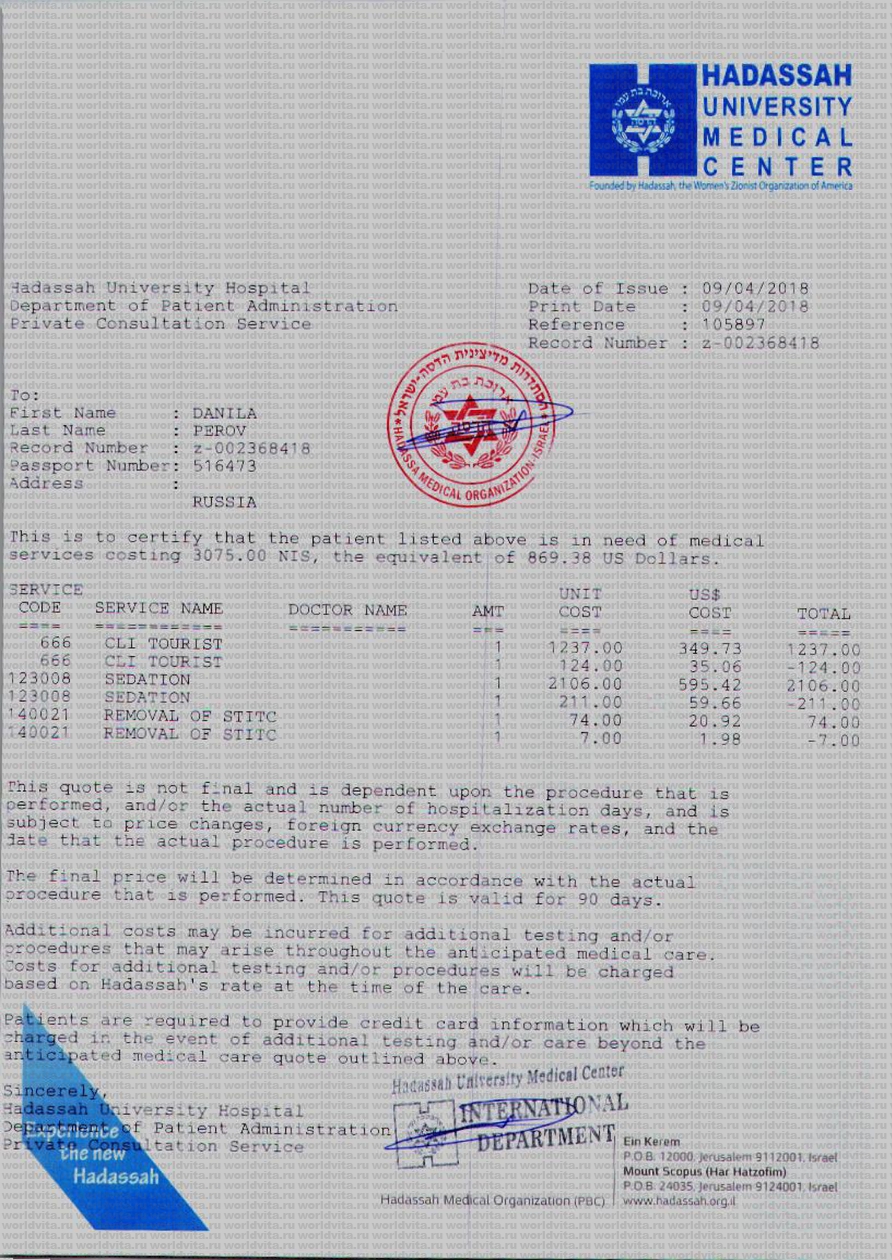 HADASSAH
UNIVERSITY
MEDICAL
CENTER
Founded by Hadassah, the Women's Zionist Organization of America
ארוכת בת עמי
הדסה
Hadassah University Hospital
Department of Patient Administration
Private Consultation Service
Date of Issue : 09/04/2018
Print Date : 09/04/2018
Reference : 105897
Record Number : z-002368418
הסתדרות מדיצינית הדסה-ישראל
ארוכת בת עמי
הדסה
HADASSA MEDICAL ORGANIZATION-ISRAEL
To:
First Name : DANILA
Last Name : PEROV
Record Number : z-002368418
Passport Number: 516473
Address :
RUSSIA
This is to certify that the patient listed above is in need of medical
services costing 3075.00 NIS, the equivalent of 869.38 US Dollars.
SERVICE UNIT US$
CODE SERVICE NAME DOCTOR NAME AMT COST COST TOTAL
==== ============ =========== === ==== ==== =====
666 CLI TOURIST 1 1237.00 349.73 1237.00
666 CLI TOURIST 1 124.00 35.06 -124.00
123008 SEDATION 1 2106.00 595.42 2106.00
123008 SEDATION 1 211.00 59.66 -211.00
140021 REMOVAL OF STITC 1 74.00 20.92 74.00
140021 REMOVAL OF STITC 1 7.00 1.98 -7.00
This quote is not final and is dependent upon the procedure that is
performed, and/or the actual number of hospitalization days, and is
subject to price changes, foreign currency exchange rates, and the
date that the actual procedure is performed.
The final price will be determined in accordance with the actual
procedure that is performed. This quote is valid for 90 days.
Additional costs may be incurred for additional testing and/or
procedures that may arise throughout the anticipated medical care.
Costs for additional testing and/or procedures will be charged
based on Hadassah's rate at the time of the care.
Patients are required to provide credit card information which will be
charged in the event of additional testing and/or care beyond the
anticipated medical care quote outlined above.
Sincerely,
Hadassah University Hospital
Department of Patient Administration
Private Consultation Service
Experience
the new
Hadassah
Hadassah University Medical Center
INTERNATIONAL
DEPARTMENT
Hadassah Medical Organization (PBC)
Ein Kerem
P.O.B. 12000, Jerusalem 9112001, Israel
Mount Scopus (Har Hatzofim)
P.O.B. 24035, Jerusalem 9124001, Israel
www.hadassah.org.il
www.worldvita.ru